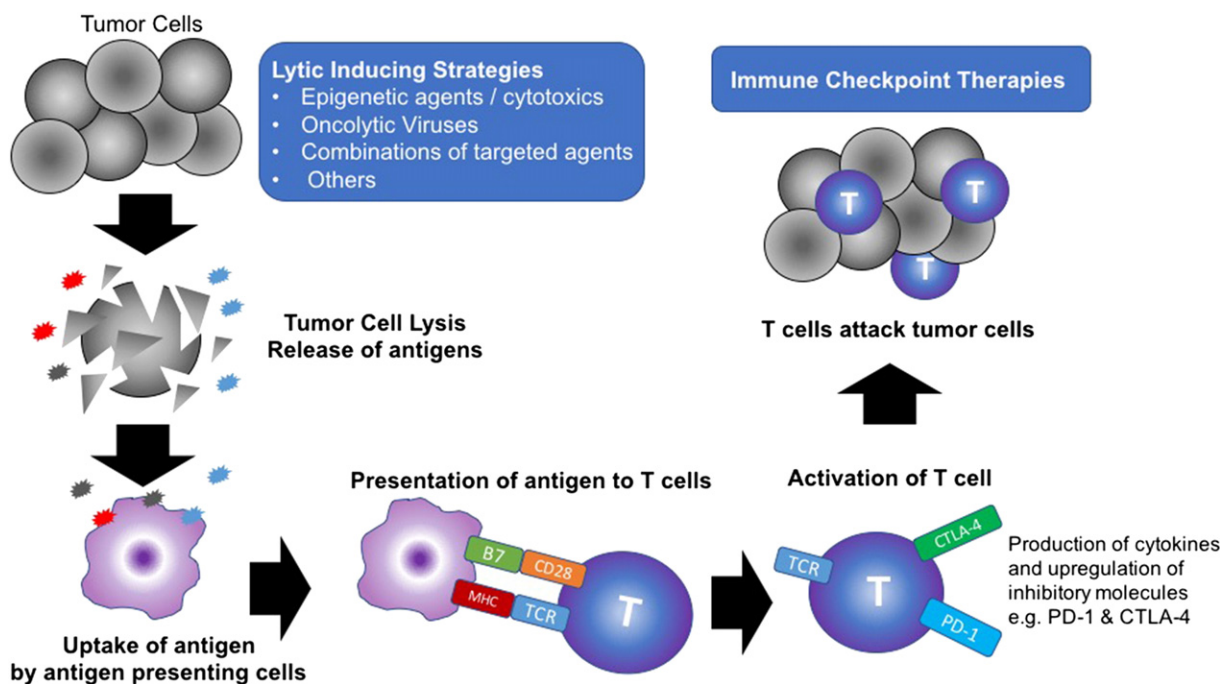 Tumor Cells
Lytic Inducing Strategies
• Epigenetic agents / cytotoxics
• Oncolytic Viruses
• Combinations of targeted agents
• Others
Immune Checkpoint Therapies
T
T
T
T cells attack tumor cells
Tumor Cell Lysis
Release of antigens
Presentation of antigen to T cells
Activation of T cell
B7
CD28
MHC
TCR
T
TCR
T
CTLA-4
PD-1
Production of cytokines
and upregulation of
inhibitory molecules
e.g. PD-1 & CTLA-4
Uptake of antigen
by antigen presenting cells